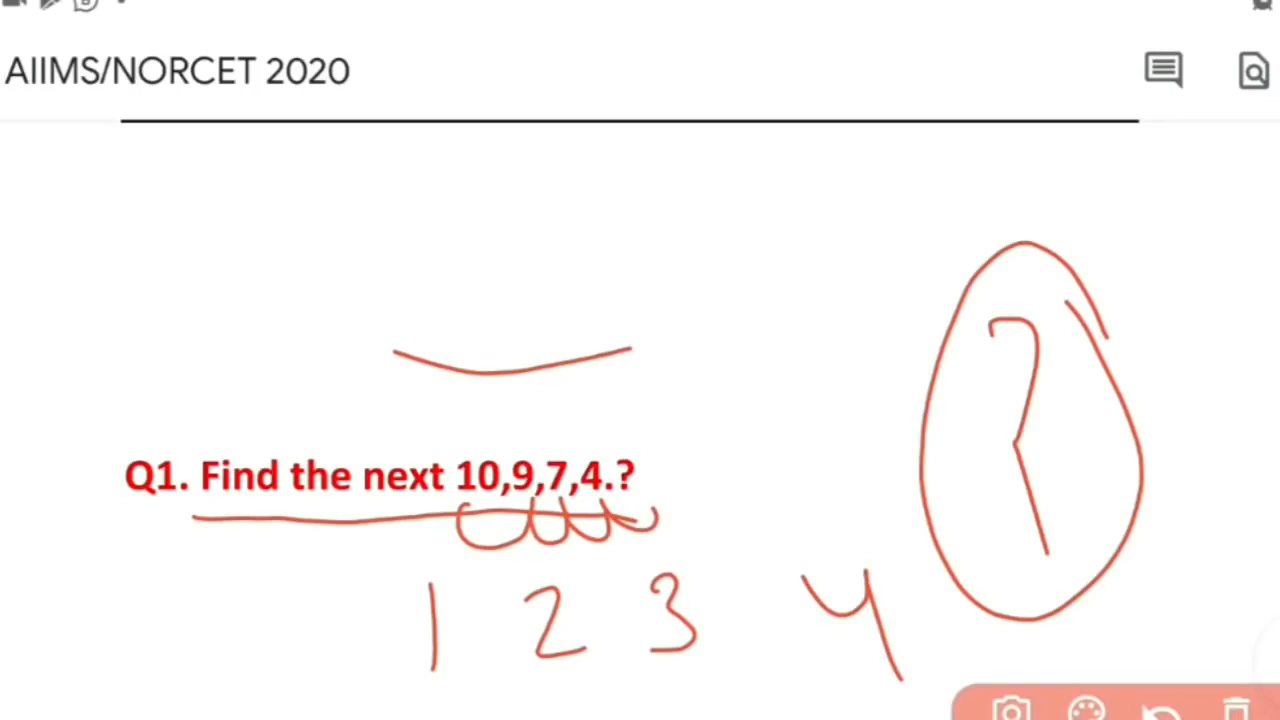 AIIMS/NORCET 2020
?
Q1. Find the next 10,9,7,4.?
1 2 3 4